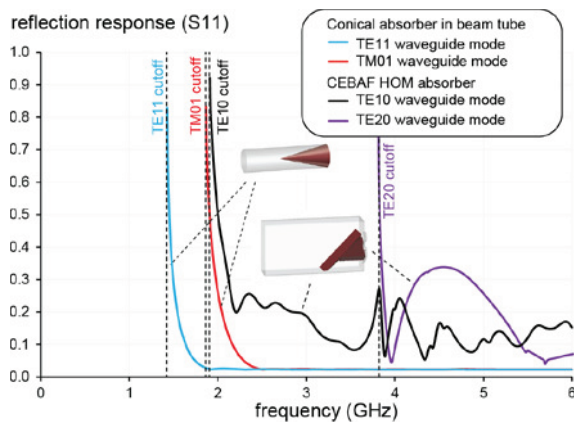 reflection response (S11)
Conical absorber in beam tube
TE11 waveguide mode
TM01 waveguide mode
CEBAF HOM absorber
TE10 waveguide mode
TE20 waveguide mode
TE11 cutoff
TM01 cutoff
TE10 cutoff
TE20 cutoff
1.0
0.9
0.8
0.7
0.6
0.5
0.4
0.3
0.2
0.1
0.0
0 1 2 3 4 5 6
frequency (GHz)